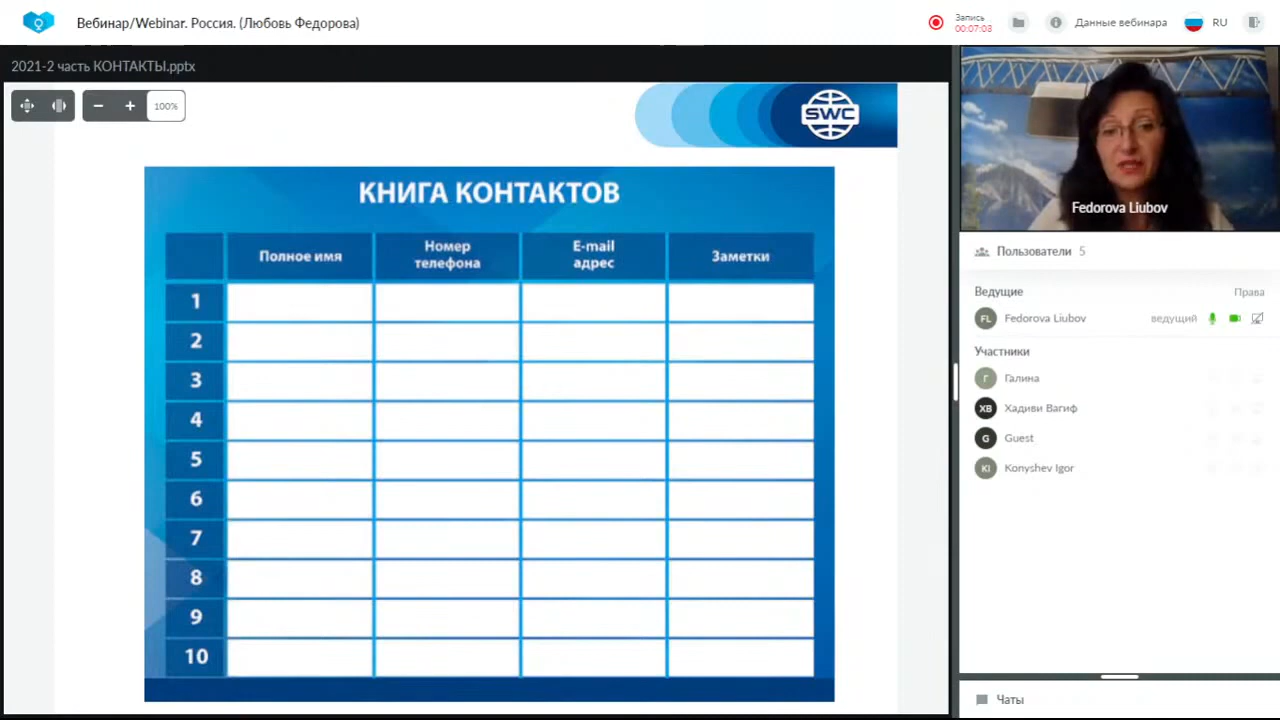 Вебинар/Webinar. Россия. (Любовь Федорова)
Запись
00:07:03
Данные вебинара
RU
2021-2 часть КОНТАКТЫ.pptx
100%
SWC
КНИГА КОНТАКТОВ
Полное имя
Номер
телефона
E-mail
адрес
Заметки
1
2
3
4
5
6
7
8
9
10
Fedorova Liubov
Пользователи 5
Ведущие
Права
FL Fedorova Liubov ведущий
Участники
Г Галина
ХВ Хадиви Вагиф
G Guest
KI Konyshev Igor
Чаты